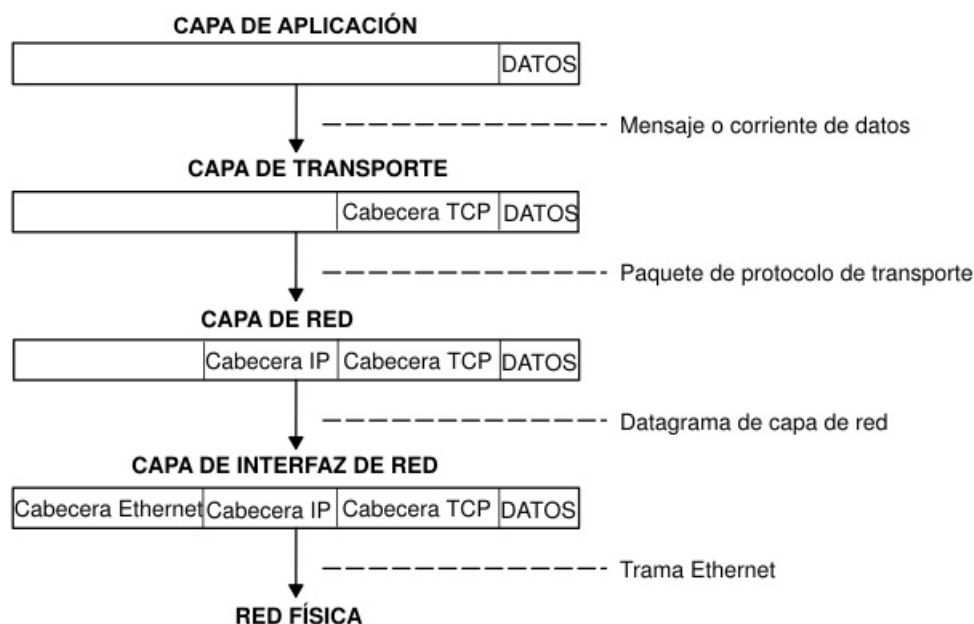 CAPA DE APLICACIÓN
DATOS
Mensaje o corriente de datos
CAPA DE TRANSPORTE
Cabecera TCP DATOS
Paquete de protocolo de transporte
CAPA DE RED
Cabecera IP Cabecera TCP DATOS
Datagrama de capa de red
CAPA DE INTERFAZ DE RED
Cabecera Ethernet Cabecera IP Cabecera TCP DATOS
Trama Ethernet
RED FÍSICA